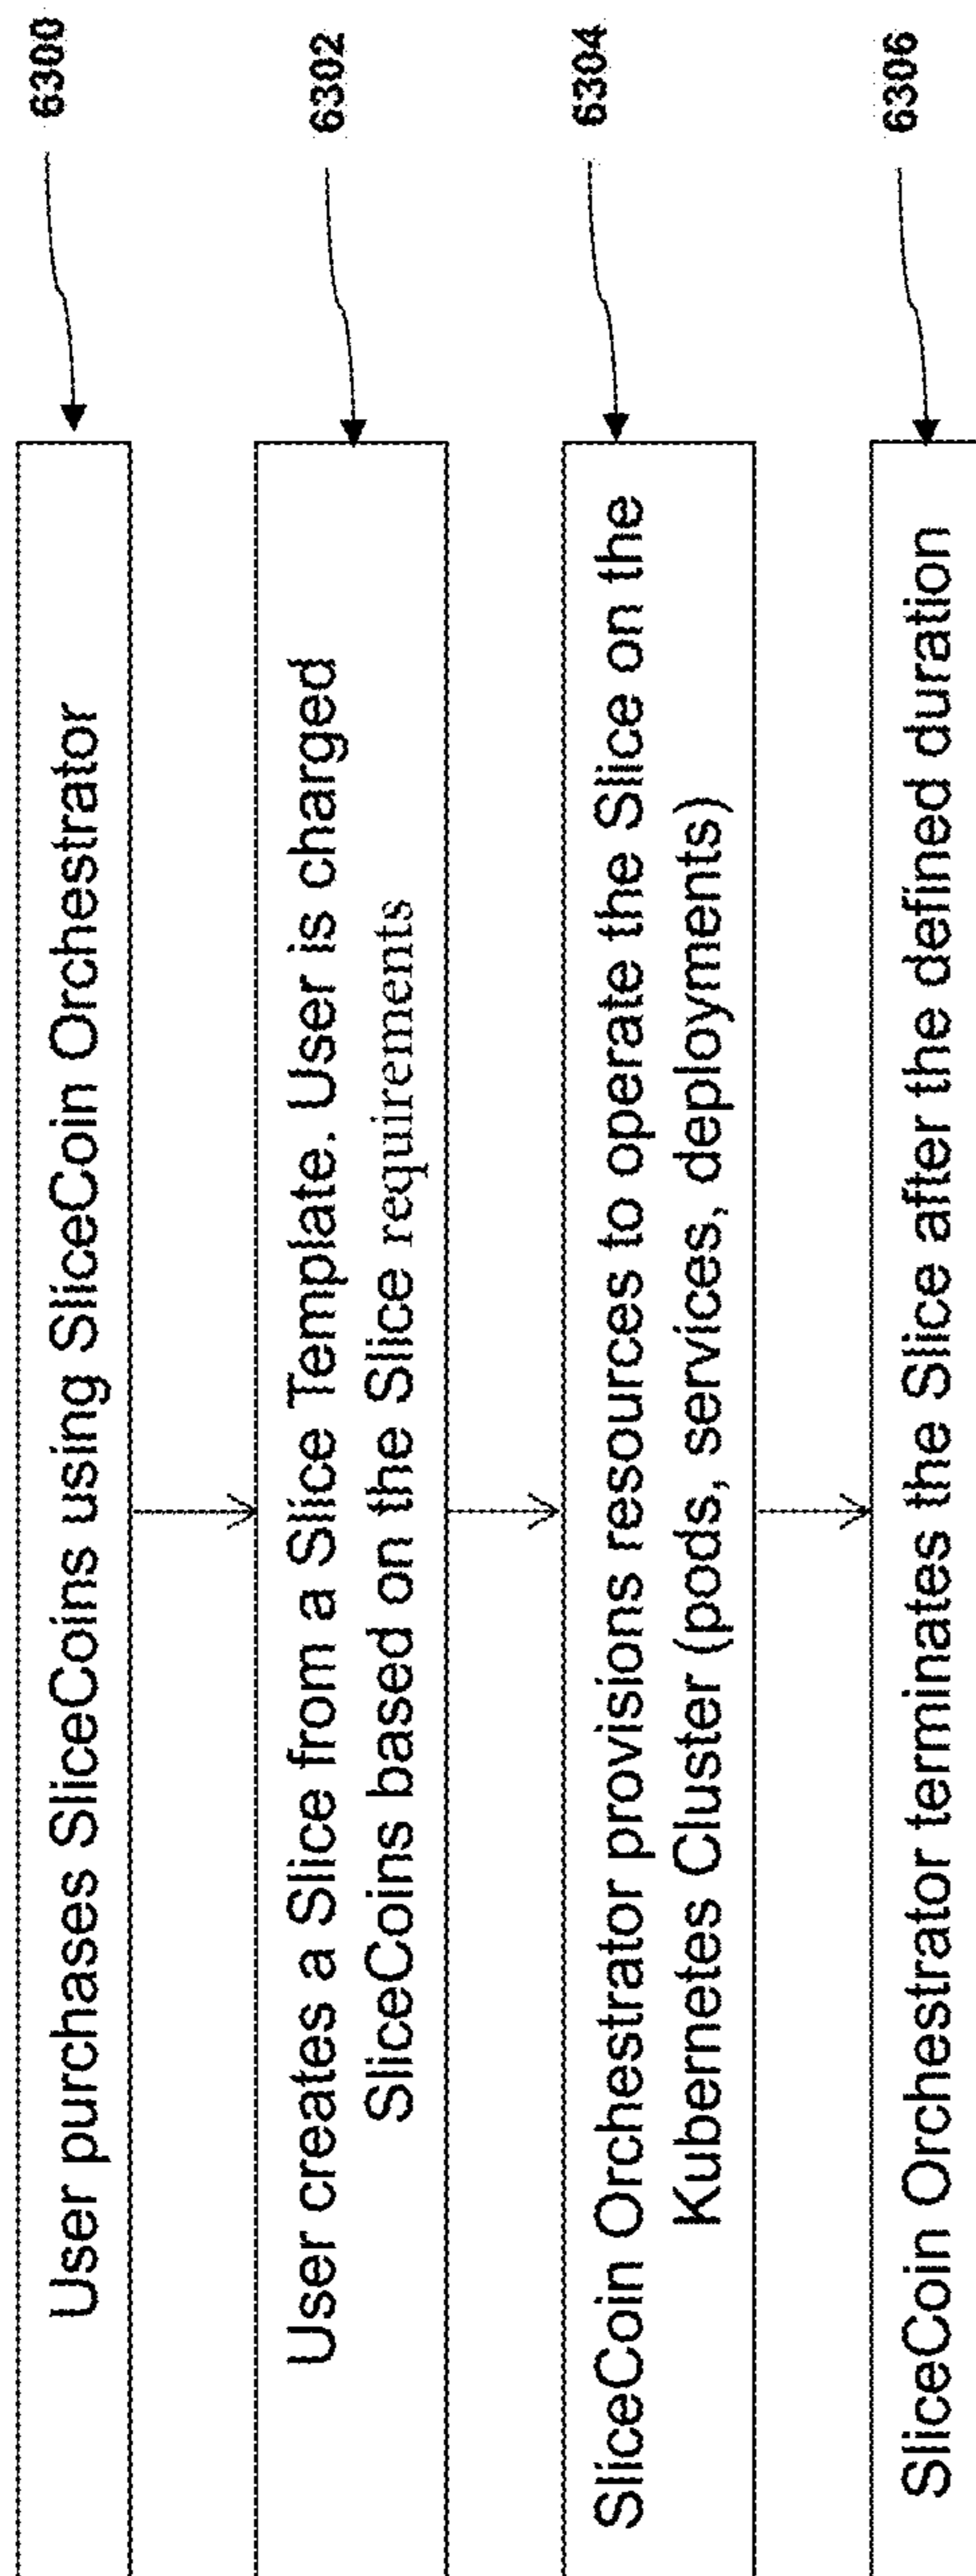 User purchases SliceCoins using SliceCoin Orchestrator
6300
User creates a Slice from a Slice Template. User is charged
SliceCoins based on the Slice requirements
6302
SliceCoin Orchestrator provisions resources to operate the Slice on the
Kubernetes Cluster (pods, services, deployments)
6304
SliceCoin Orchestrator terminates the Slice after the defined duration
6306